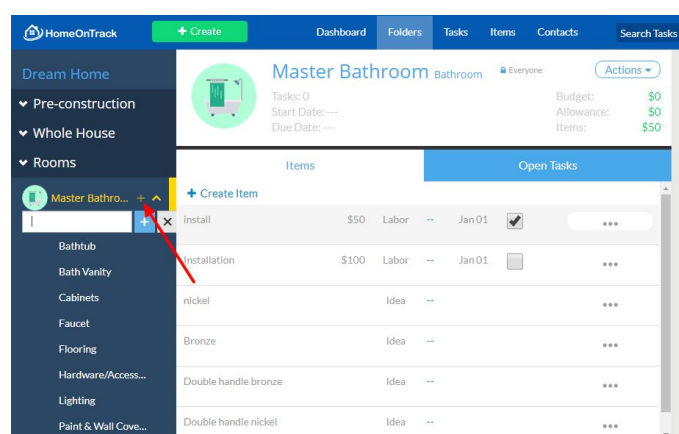 HomeOnTrack
+ Create
Dashboard Folders Tasks Items Contacts Search Tasks
Dream Home
Pre-construction
Whole House
Rooms
Master Bathro... +
+ ×
Bathtub
Bath Vanity
Cabinets
Faucet
Flooring
Hardware/Access...
Lighting
Paint & Wall Cove...
Master Bathroom Bathroom Everyone Actions
Tasks: 0
Start Date: ---
Due Date: ---
Budget: $0
Allowance: $0
Items: $50
Items Open Tasks
+ Create Item
install $50 Labor -- Jan 01 ...
Installation $100 Labor -- Jan 01 ...
nickel Idea -- ...
Bronze Idea -- ...
Double handle bronze Idea -- ...
Double handle nickel Idea -- ...